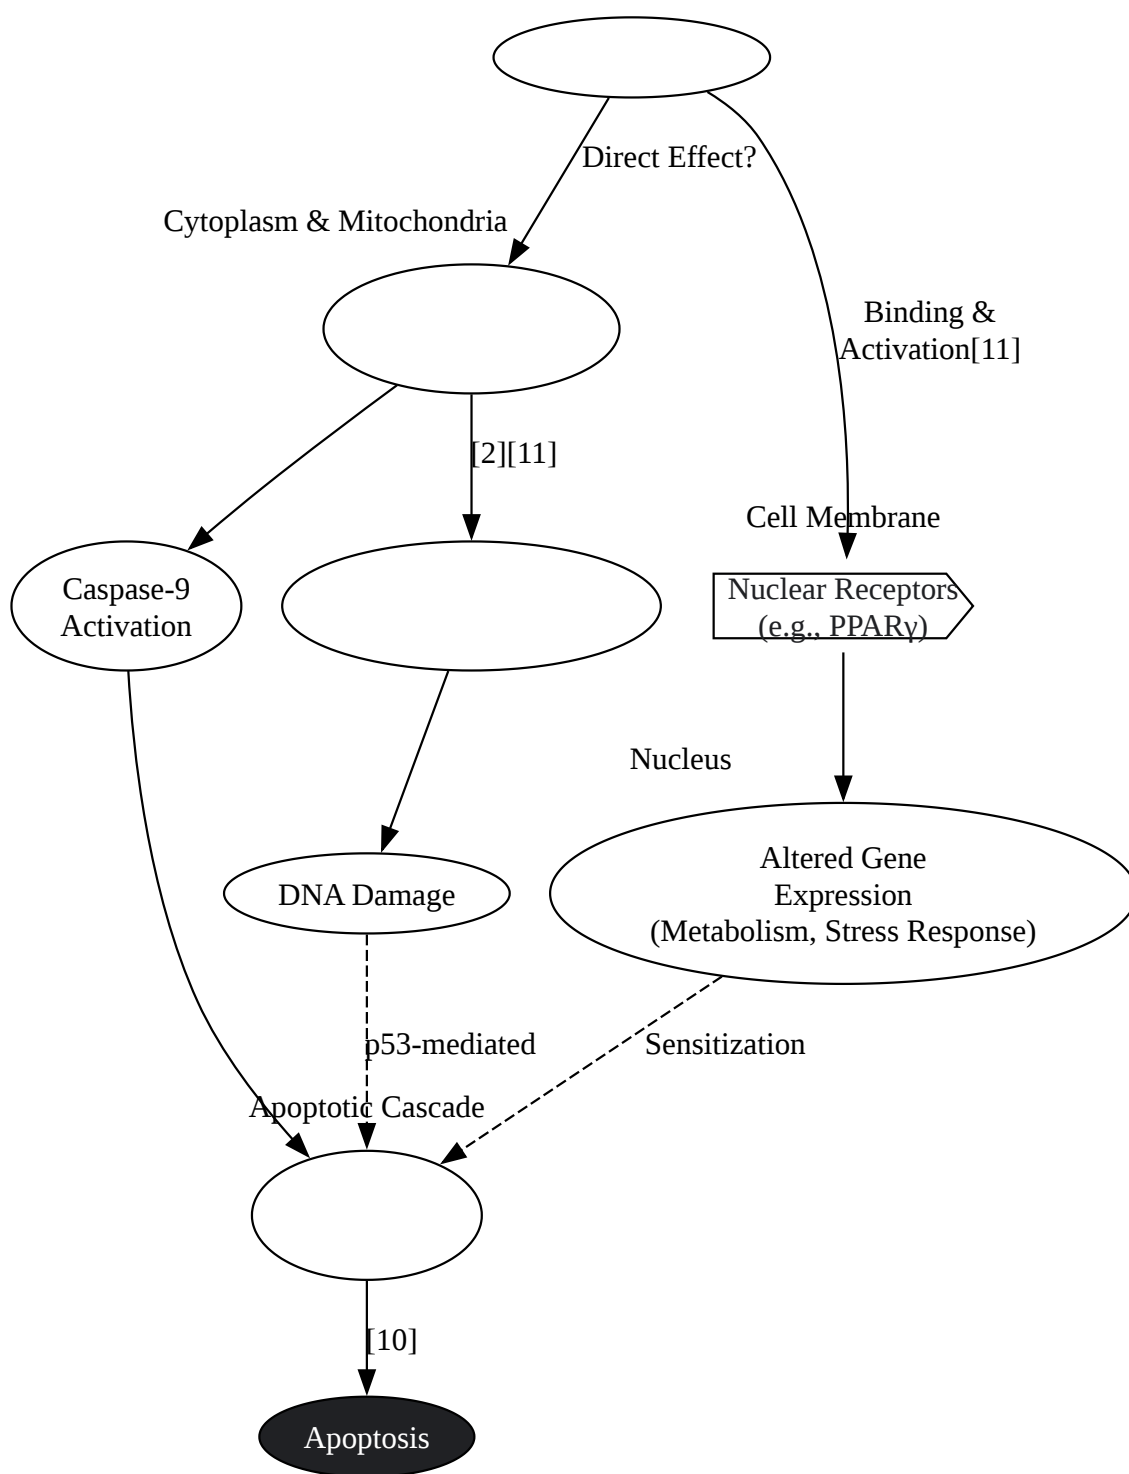 Direct Effect?
Cytoplasm & Mitochondria
Binding &
Activation[11]
[2][11]
Cell Membrane
Caspase-9
Activation
Nuclear Receptors
(e.g., PPARγ)
Nucleus
DNA Damage
Altered Gene
Expression
(Metabolism, Stress Response)
p53-mediated
Sensitization
Apoptotic Cascade
[10]
Apoptosis